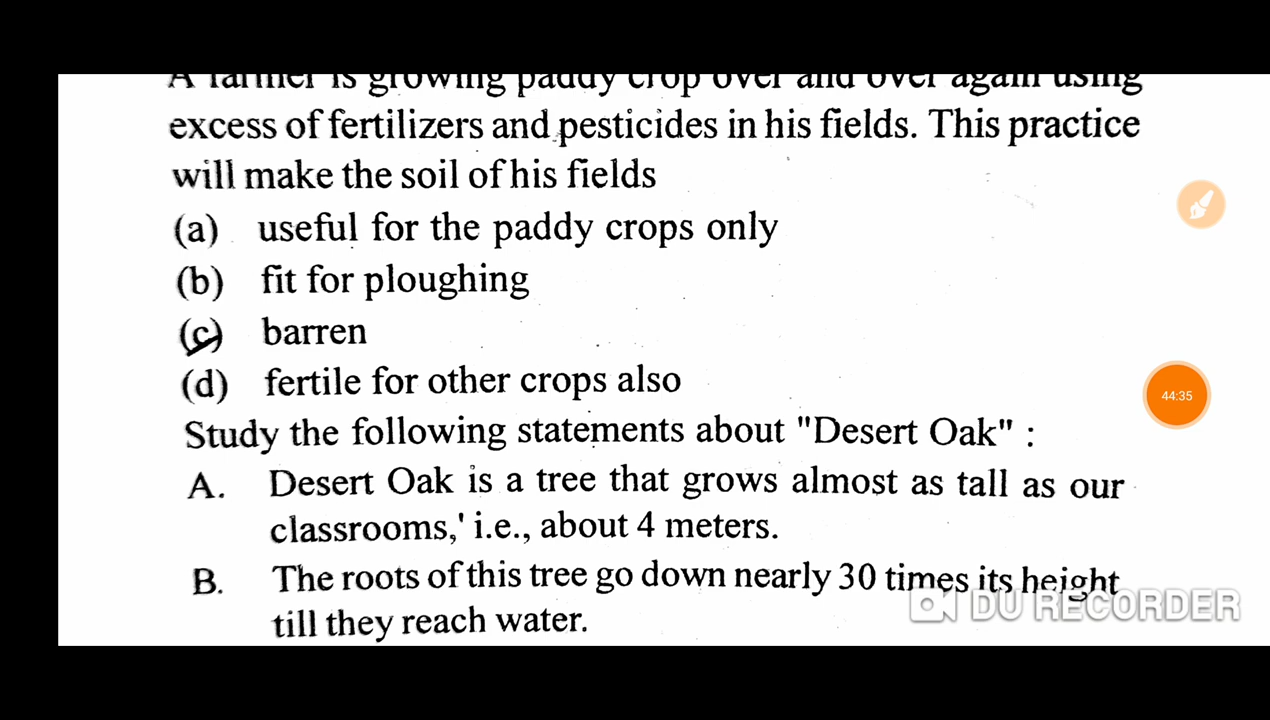 A farmer is growing paddy crop over and over again using
excess of fertilizers and pesticides in his fields. This practice
will make the soil of his fields
(a) useful for the paddy crops only
(b) fit for ploughing
(c) barren
44:35
(d) fertile for other crops also
Study the following statements about "Desert Oak" :
A. Desert Oak is a tree that grows almost as tall as our
classrooms,' i.e., about 4 meters.
B. The roots of this tree go down nearly 30 times its height
DU RECORDER
till they reach water.